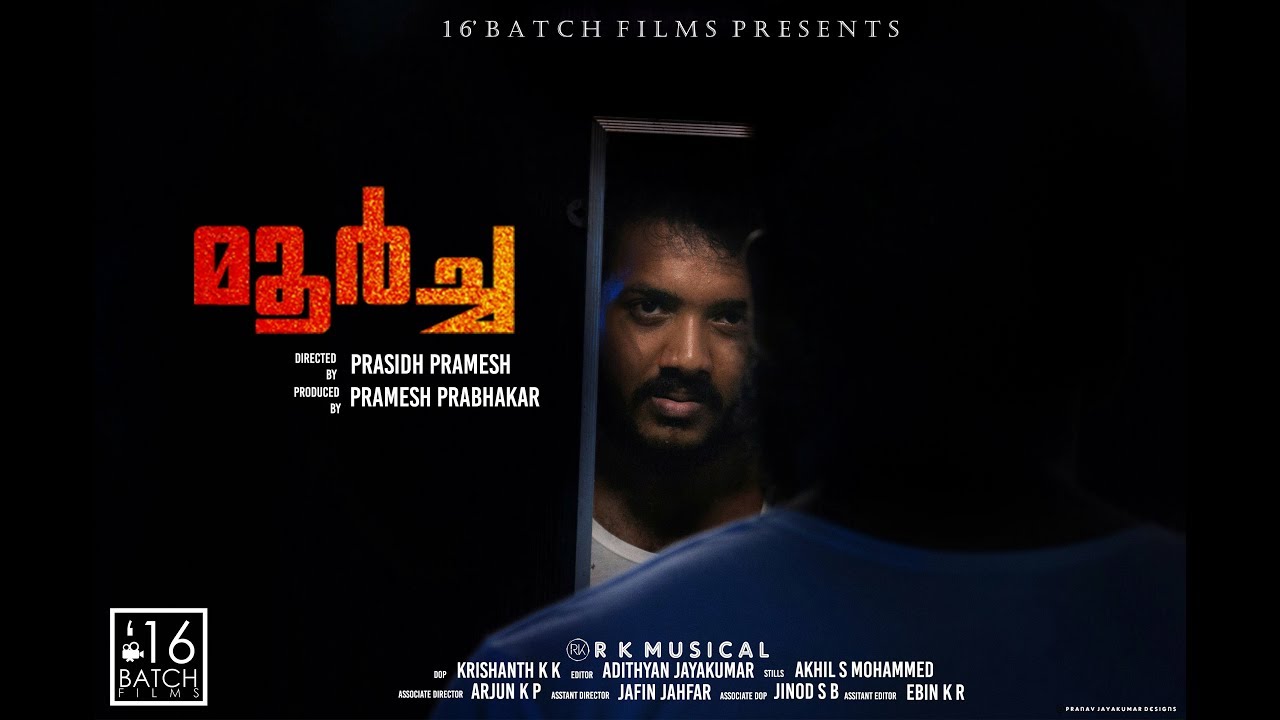 16'BATCH FILMS PRESENTS
മൂർച്ച
DIRECTED BY PRASIDH PRAMESH
PRODUCED BY PRAMESH PRABHAKAR
'16
BATCH
FILMS
RK R K MUSICAL
DOP KRISHANTH K K EDITOR ADITHYAN JAYAKUMAR STILLS AKHIL S MOHAMMED
ASSOCIATE DIRECTOR ARJUN K P ASSTANT DIRECTOR JAFIN JAHFAR ASSOCIATE DOP JINOD S B ASSITANT EDITOR EBIN K R
PRANAV JAYAKUMAR DESIGNS